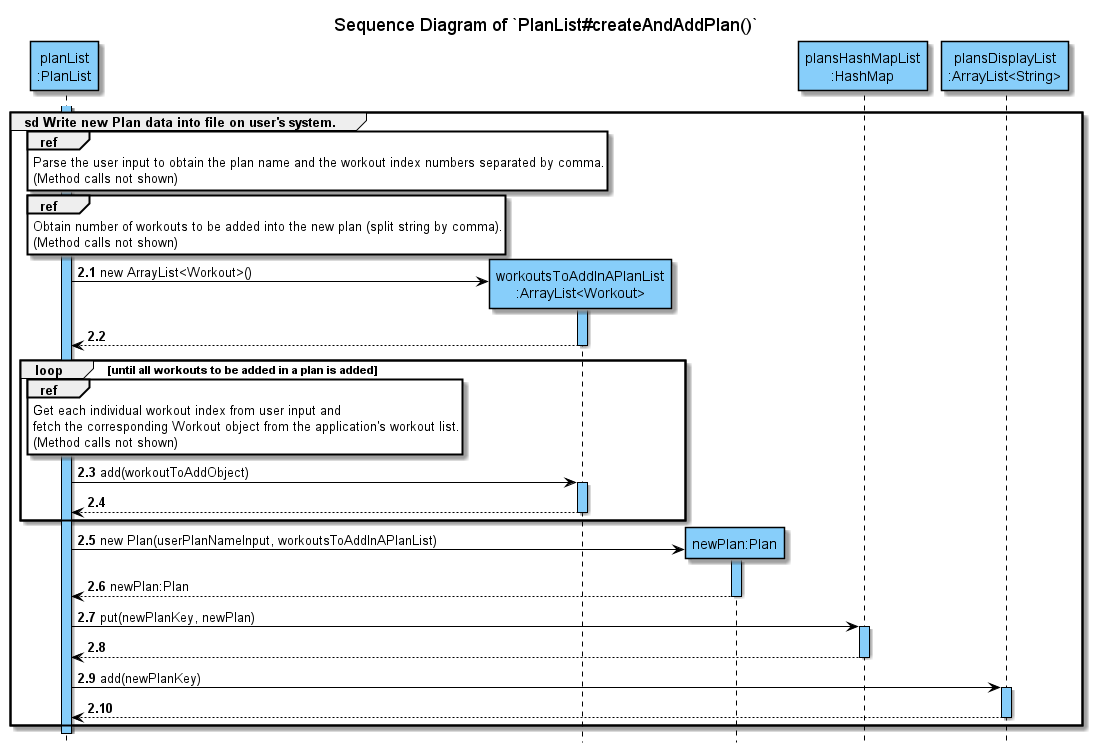 Sequence Diagram of `PlanList#createAndAddPlan()`
planList
:PlanList
plansHashMapList
:HashMap
plansDisplayList
:ArrayList<String>
sd Write new Plan data into file on user's system.
ref
Parse the user input to obtain the plan name and the workout index numbers separated by comma.
(Method calls not shown)
ref
Obtain number of workouts to be added into the new plan (split string by comma).
(Method calls not shown)
2.1 new ArrayList<Workout>()
workoutsToAddInAPlanList
:ArrayList<Workout>
2.2
loop [until all workouts to be added in a plan is added]
ref
Get each individual workout index from user input and
fetch the corresponding Workout object from the application's workout list.
(Method calls not shown)
2.3 add(workoutToAddObject)
2.4
2.5 new Plan(userPlanNameInput, workoutsToAddInAPlanList)
newPlan:Plan
2.6 newPlan:Plan
2.7 put(newPlanKey, newPlan)
2.8
2.9 add(newPlanKey)
2.10